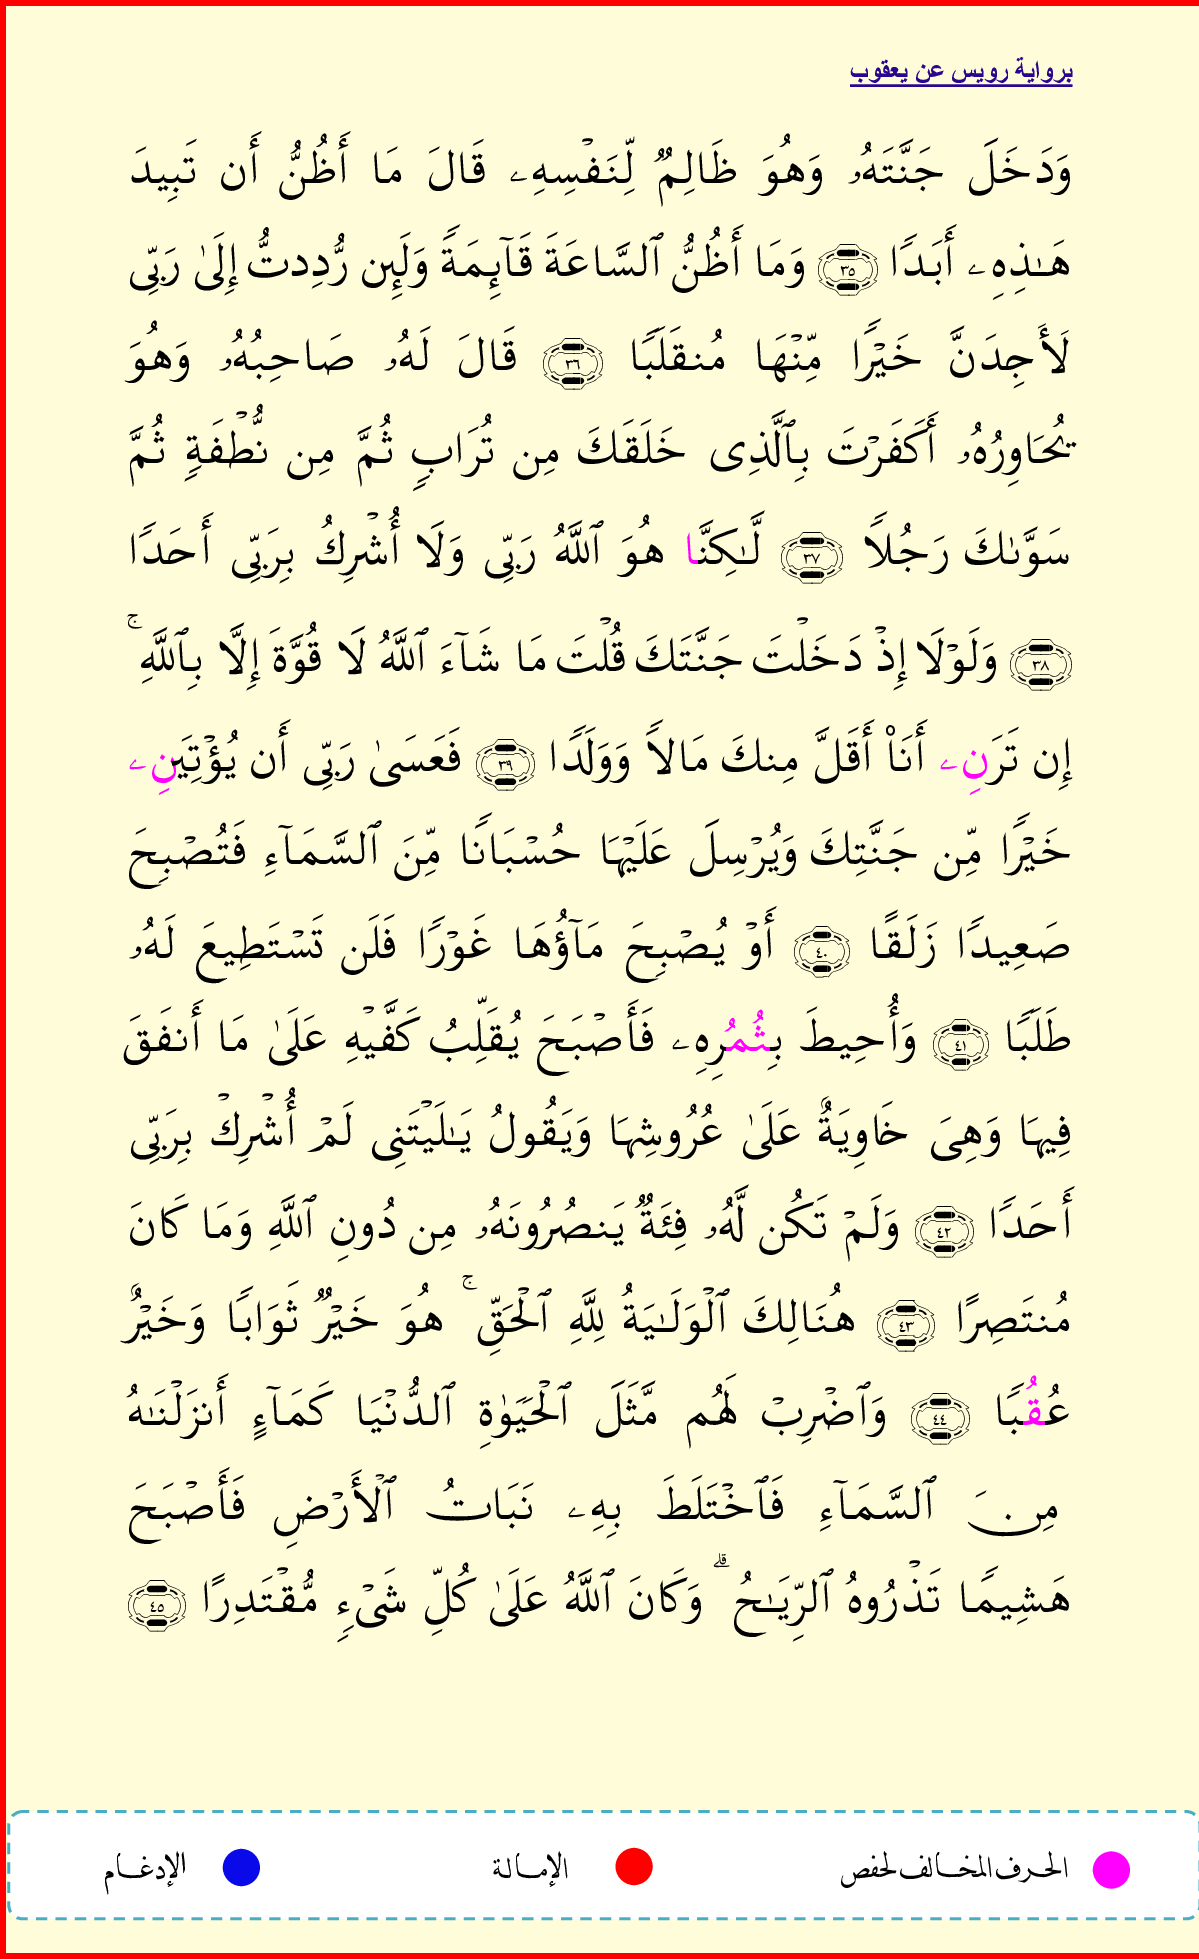 برواية رويس عن يعقوب
وَدَخَلَ جَنَّتَهُۥ وَهُوَ ظَالِمٌۭ لِّنَفْسِهِۦ قَالَ مَا أَظُنُّ أَن تَبِيدَ
هَـٰذِهِۦ أَبَدًۭا ٣٥ وَمَا أَظُنُّ ٱلسَّاعَةَ قَآئِمَةًۭ وَلَئِن رُّدِدتُّ إِلَىٰ رَبِّى
لَأَجِدَنَّ خَيْرًۭا مِّنْهَا مُنقَلَبًۭا ٣٦ قَالَ لَهُۥ صَاحِبُهُۥ وَهُوَ
يُحَاوِرُهُۥ أَكَفَرْتَ بِٱلَّذِى خَلَقَكَ مِن تُرَابٍۢ ثُمَّ مِن نُّطْفَةٍۢ ثُمَّ
سَوَّىٰكَ رَجُلًۭا ٣٧ لَّـٰكِنَّا هُوَ ٱللَّهُ رَبِّى وَلَا أُشْرِكُ بِرَبِّى أَحَدًۭا
٣٨ وَلَوْلَا إِذْ دَخَلْتَ جَنَّتَكَ قُلْتَ مَا شَآءَ ٱللَّهُ لَا قُوَّةَ إِلَّا بِٱللَّهِ ۚ
إِن تَرَنِۦ أَنَا۠ أَقَلَّ مِنكَ مَالًۭا وَوَلَدًۭا ٣٩ فَعَسَىٰ رَبِّى أَن يُؤْتِيَنِۦ
خَيْرًۭا مِّن جَنَّتِكَ وَيُرْسِلَ عَلَيْهَا حُسْبَانًۭا مِّنَ ٱلسَّمَآءِ فَتُصْبِحَ
صَعِيدًۭا زَلَقًا ٤٠ أَوْ يُصْبِحَ مَآؤُهَا غَوْرًۭا فَلَن تَسْتَطِيعَ لَهُۥ
طَلَبًۭا ٤١ وَأُحِيطَ بِثُمُرِهِۦ فَأَصْبَحَ يُقَلِّبُ كَفَّيْهِ عَلَىٰ مَا أَنفَقَ
فِيهَا وَهِىَ خَاوِيَةٌ عَلَىٰ عُرُوشِهَا وَيَقُولُ يَـٰلَيْتَنِى لَمْ أُشْرِكْ بِرَبِّى
أَحَدًۭا ٤٢ وَلَمْ تَكُن لَّهُۥ فِئَةٌۭ يَنصُرُونَهُۥ مِن دُونِ ٱللَّهِ وَمَا كَانَ
مُنتَصِرًا ٤٣ هُنَالِكَ ٱلْوَلَـٰيَةُ لِلَّهِ ٱلْحَقِّ ۚ هُوَ خَيْرٌۭ ثَوَابًۭا وَخَيْرٌ
عُقُبًۭا ٤٤ وَٱضْرِبْ لَهُم مَّثَلَ ٱلْحَيَوٰةِ ٱلدُّنْيَا كَمَآءٍ أَنزَلْنَـٰهُ
مِنَ ٱلسَّمَآءِ فَٱخْتَلَطَ بِهِۦ نَبَاتُ ٱلْأَرْضِ فَأَصْبَحَ
هَشِيمًۭا تَذْرُوهُ ٱلرِّيَـٰحُ ۗ وَكَانَ ٱللَّهُ عَلَىٰ كُلِّ شَىْءٍۢ مُّقْتَدِرًا ٤٥
الحرف المخالف لحفص الإمالة الإدغام